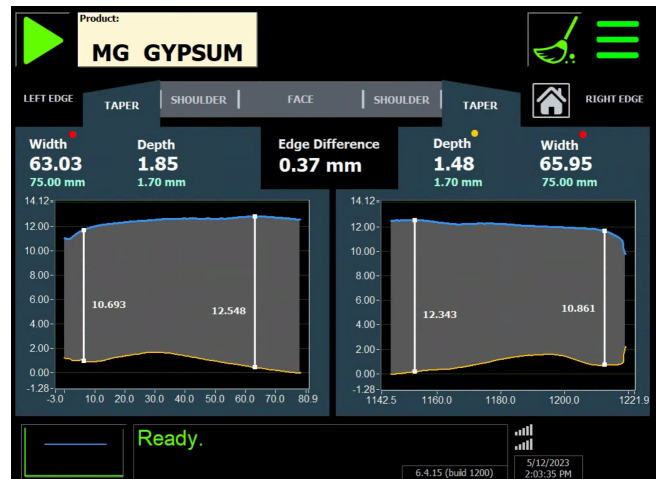 Product:
MG GYPSUM
LEFT EDGE
TAPER
SHOULDER
FACE
SHOULDER
TAPER
RIGHT EDGE
Width
63.03
75.00 mm
Depth
1.85
1.70 mm
Edge Difference
0.37 mm
Depth
1.48
1.70 mm
Width
65.95
75.00 mm
14.12
12.00
10.00
8.00
6.00
4.00
2.00
0.00
-1.28
-3.0 10.0 20.0 30.0 40.0 50.0 60.0 70.0 80.9
10.693
12.548
14.12
12.00
10.00
8.00
6.00
4.00
2.00
0.00
-1.28
1142.5 1160.0 1180.0 1200.0 1221.9
12.343
10.861
Ready.
6.4.15 (buid 1200)
5/12/2023
2:03:35 PM